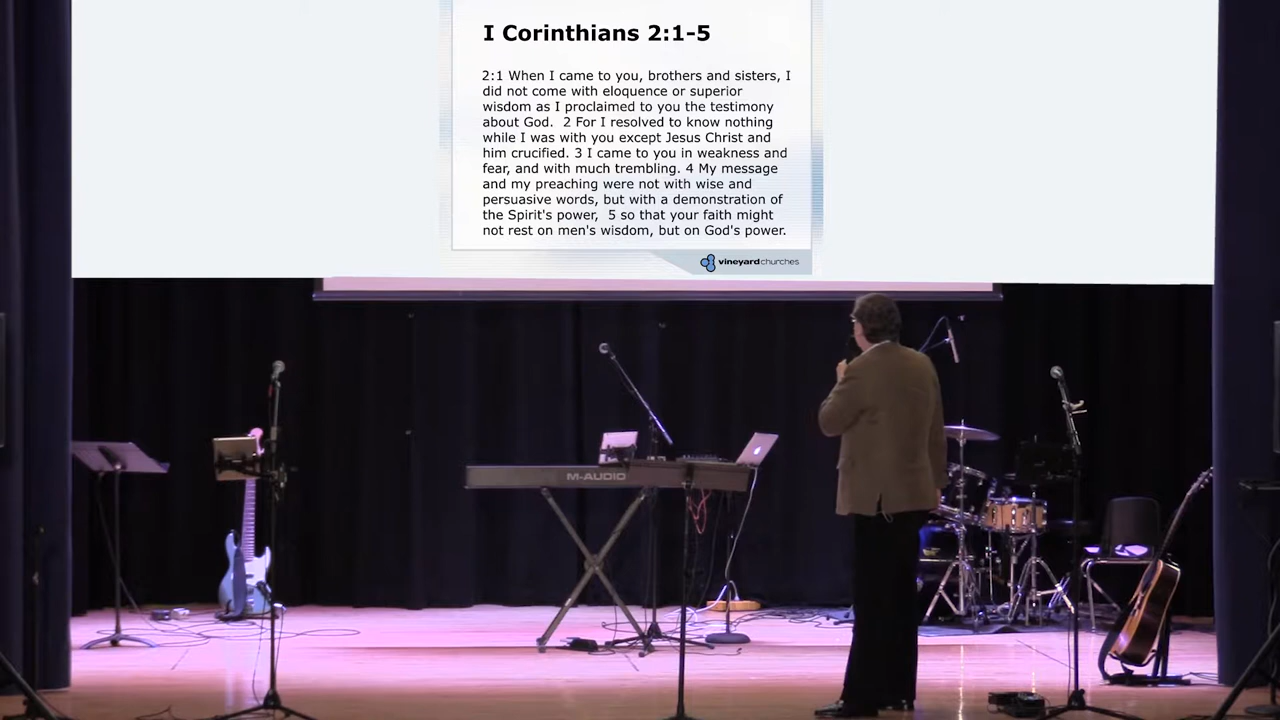 I Corinthians 2:1-5
2:1 When I came to you, brothers and sisters, I
did not come with eloquence or superior
wisdom as I proclaimed to you the testimony
about God.  2 For I resolved to know nothing
while I was with you except Jesus Christ and
him crucified. 3 I came to you in weakness and
fear, and with much trembling. 4 My message
and my preaching were not with wise and
persuasive words, but with a demonstration of
the Spirit's power,  5 so that your faith might
not rest on men's wisdom, but on God's power.
vineyardchurches
M-AUDIO